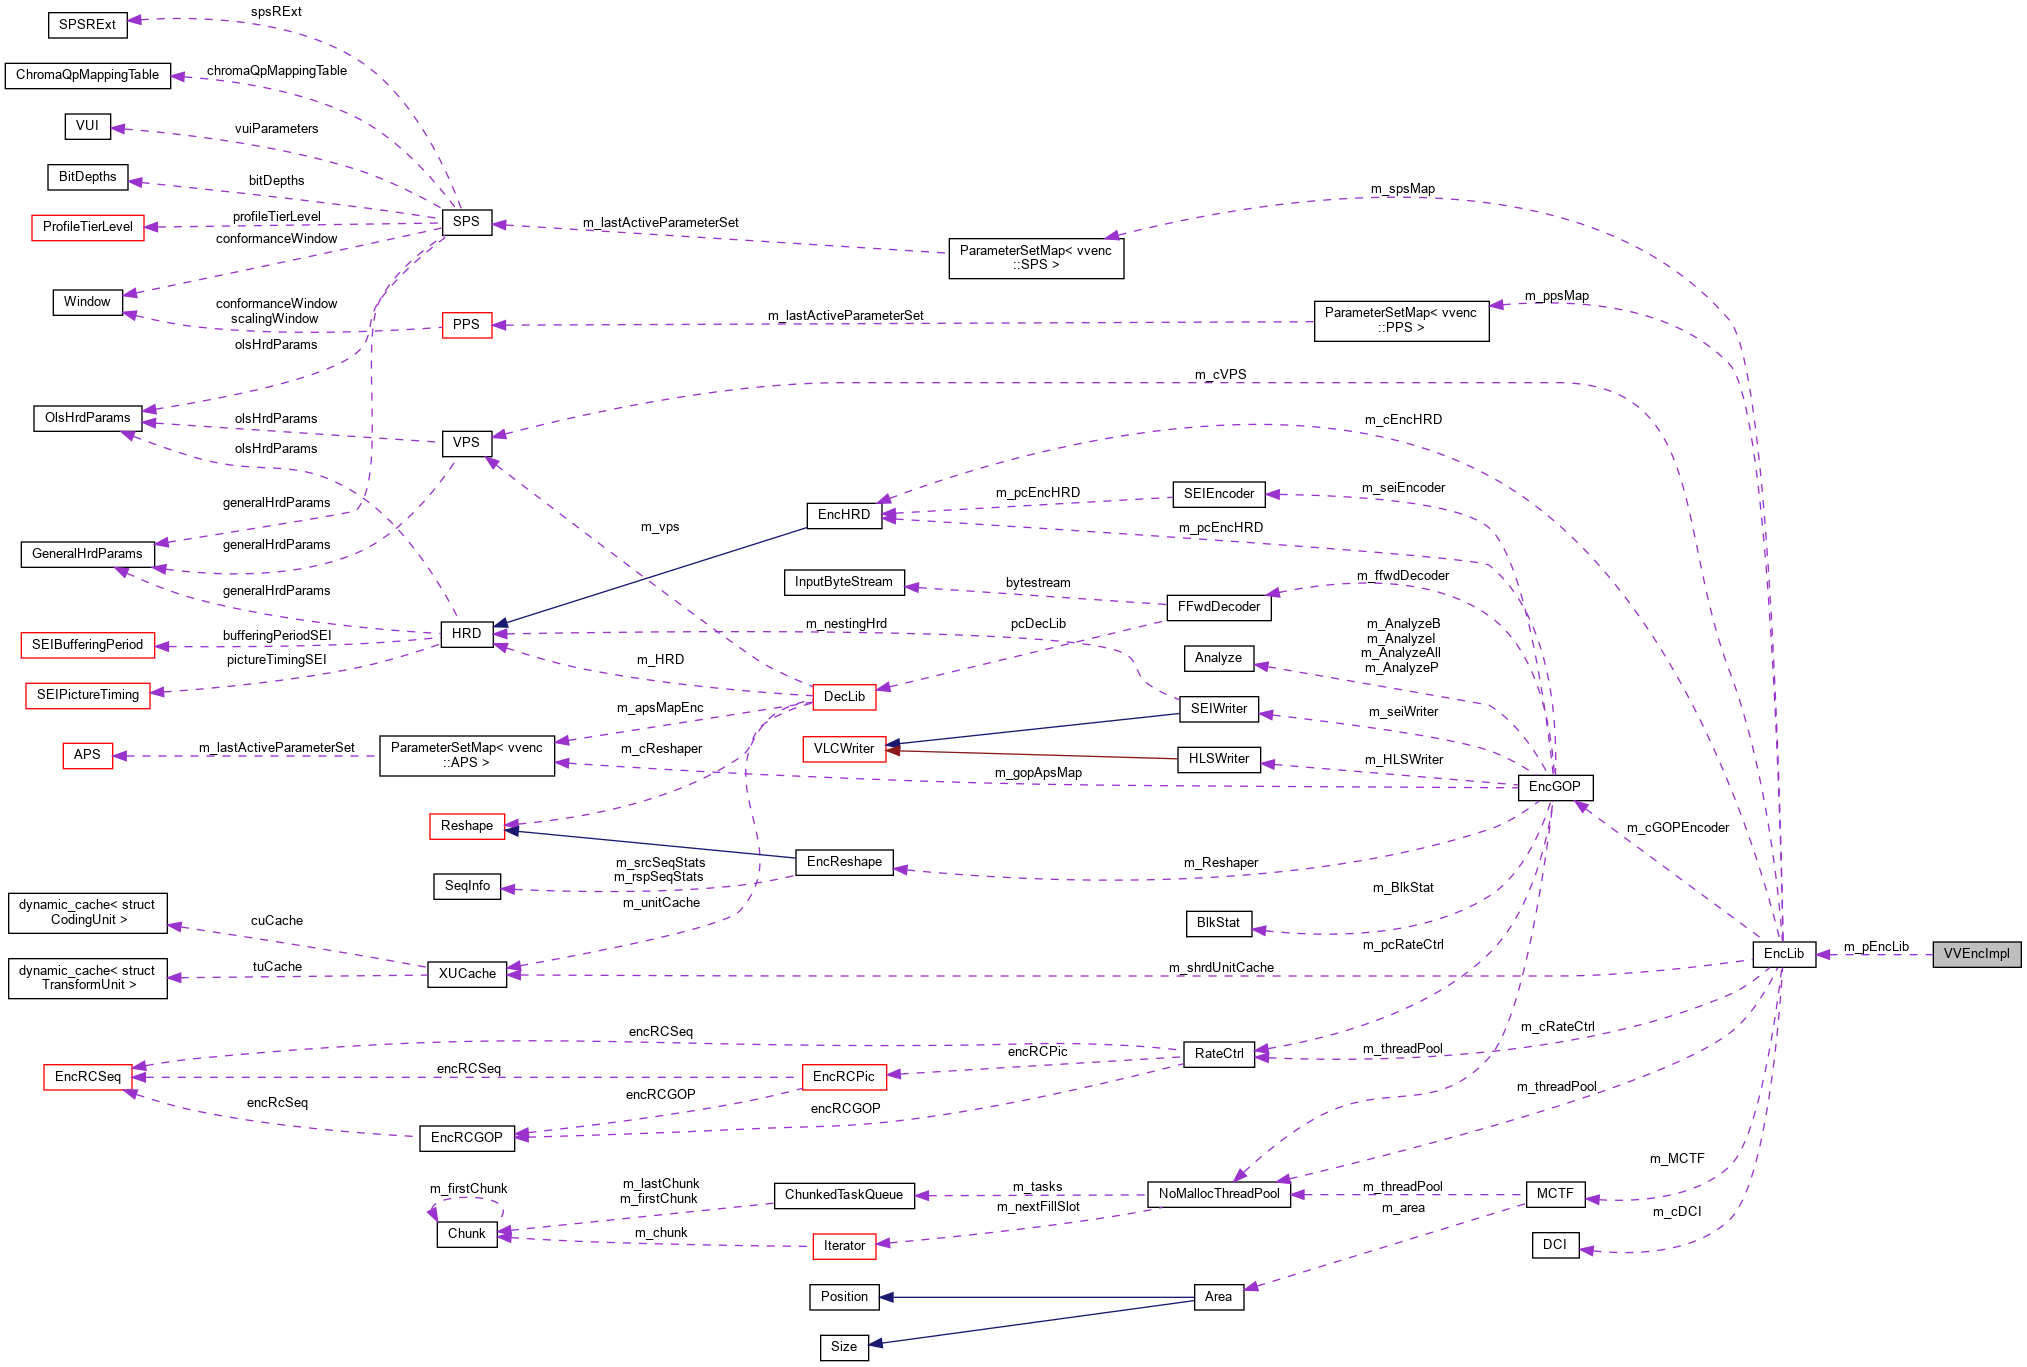 spsRExt
SPSRExt
ChromaQpMappingTable
chromaQpMappingTable
VUI
vuiParameters
BitDepths
bitDepths
ProfileTierLevel
profileTierLevel
conformanceWindow
SPS
m_lastActiveParameterSet
ParameterSetMap< vvenc
::SPS >
m_spsMap
Window
conformanceWindow
scalingWindow
PPS
m_lastActiveParameterSet
ParameterSetMap< vvenc
::PPS >
m_ppsMap
olsHrdParams
m_cVPS
OlsHrdParams
olsHrdParams
olsHrdParams
VPS
m_cEncHRD
generalHrdParams
GeneralHrdParams
generalHrdParams
generalHrdParams
m_vps
EncHRD
m_pcEncHRD
SEIEncoder
m_seiEncoder
m_pcEncHRD
InputByteStream
bytestream
FFwdDecoder
m_ffwdDecoder
pcDecLib
SEIBufferingPeriod
bufferingPeriodSEI
HRD
m_nestingHrd
m_HRD
Analyze
m_AnalyzeB
m_AnalyzeI
m_AnalyzeAll
m_AnalyzeP
SEIPictureTiming
pictureTimingSEI
DecLib
SEIWriter
m_seiWriter
m_apsMapEnc
APS
m_lastActiveParameterSet
ParameterSetMap< vvenc
::APS >
m_cReshaper
VLCWriter
HLSWriter
m_HLSWriter
m_gopApsMap
EncGOP
Reshape
m_cGOPEncoder
EncReshape
m_Reshaper
SeqInfo
m_srcSeqStats
m_rspSeqStats
m_unitCache
BlkStat
m_BlkStat
dynamic_cache< struct
CodingUnit >
cuCache
m_pcRateCtrl
EncLib
m_pEncLib
VVEncImpl
dynamic_cache< struct
TransformUnit >
tuCache
XUCache
m_shrdUnitCache
encRCSeq
m_cRateCtrl
EncRCSeq
encRCSeq
EncRCPic
encRCPic
RateCtrl
m_threadPool
encRcSeq
encRCGOP
encRCGOP
m_threadPool
EncRCGOP
m_MCTF
m_firstChunk
m_lastChunk
m_firstChunk
ChunkedTaskQueue
m_tasks
NoMallocThreadPool
m_threadPool
MCTF
m_nextFillSlot
m_area
m_cDCI
Chunk
m_chunk
Iterator
DCI
Position
Area
Size